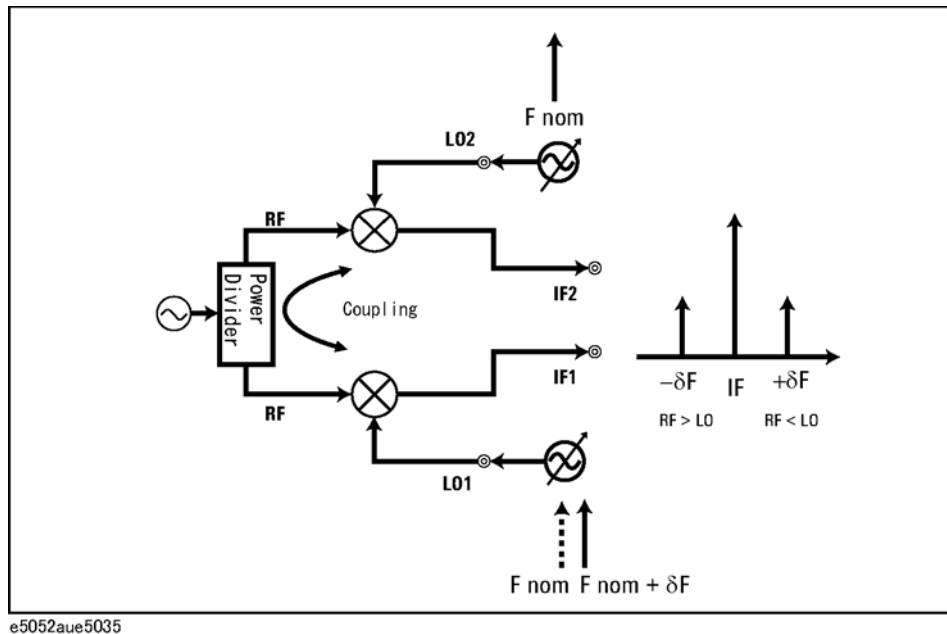 F nom
LO2
RF
Power
Divider
Coupling
IF2
IF1
RF
LO1
−δF
IF
+δF
RF > LO
RF < LO
F nom F nom + δF
e5052aue5035